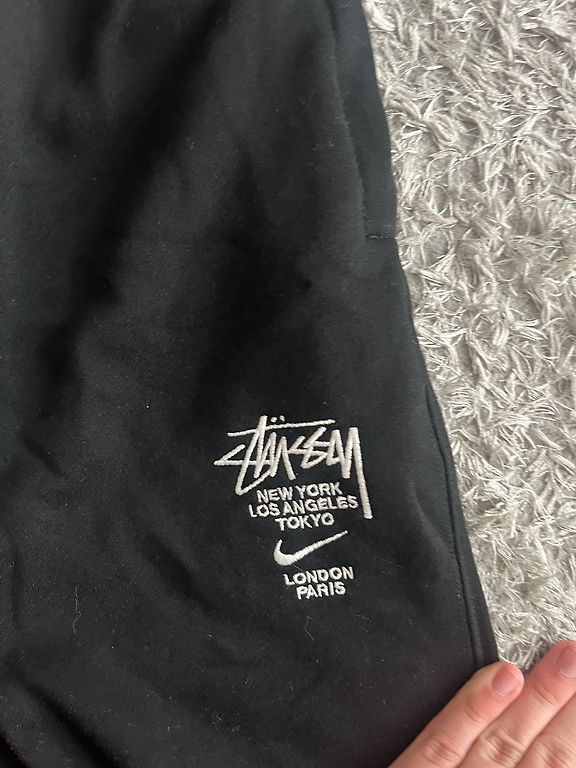 Stüssy
NEW YORK
LOS ANGELES
TOKYO
LONDON
PARIS